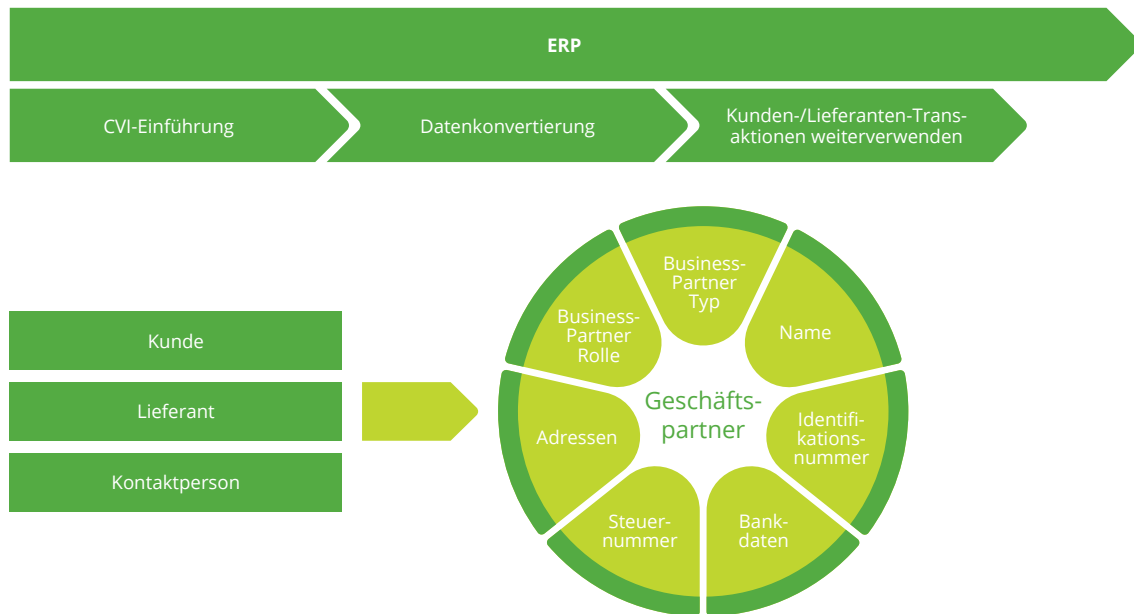 ERP
CVI-Einführung
Datenkonvertierung
Kunden-/Lieferanten-Trans-
aktionen weiterverwenden
Kunde
Lieferant
Kontaktperson
Business-
Partner
Typ
Name
Identifi-
kations-
nummer
Bank-
daten
Steuer-
nummer
Adressen
Business-
Partner
Rolle
Geschäfts-
partner